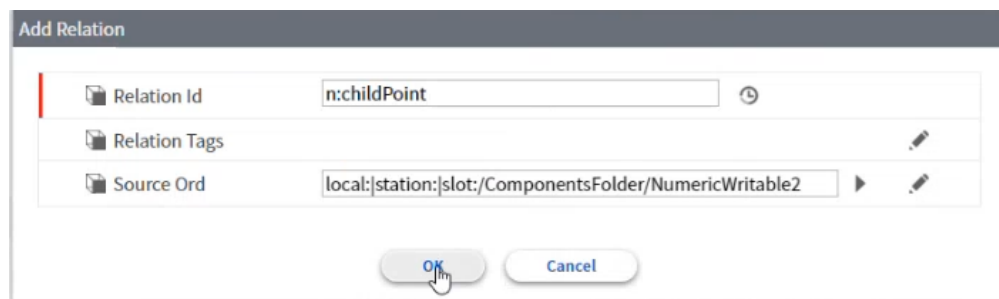 Add Relation
Relation Id n:childPoint
Relation Tags
Source Ord local:|station:|slot:/ComponentsFolder/NumericWritable2
OK Cancel